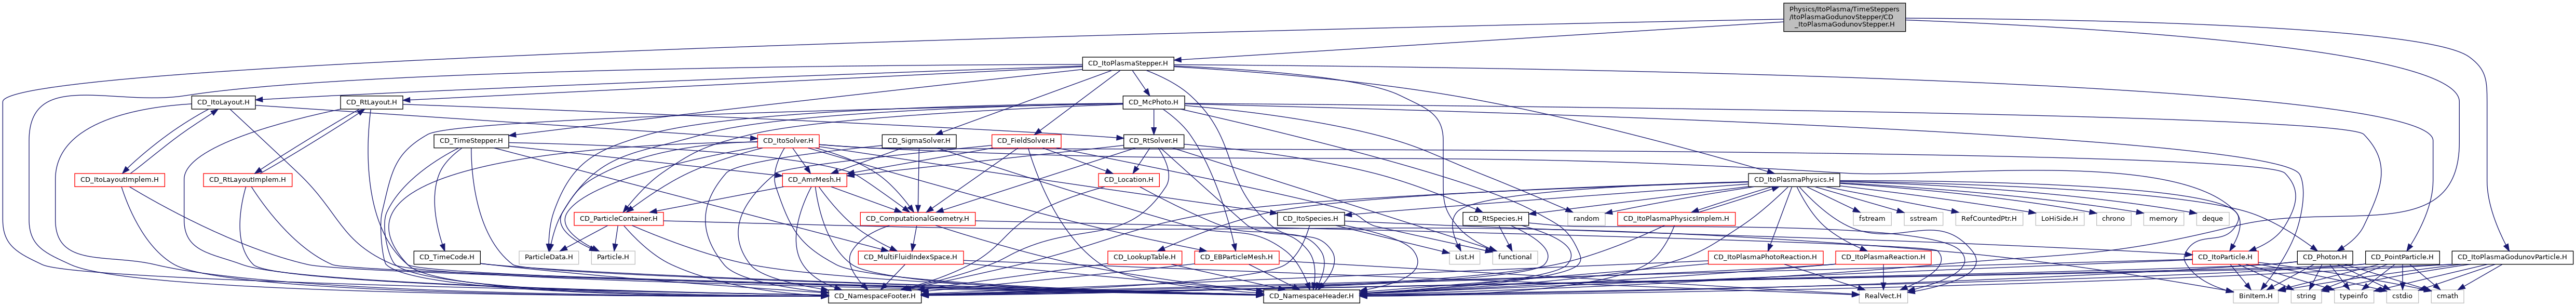 Physics/ItoPlasma/TimeSteppers
/ItoPlasmaGodunovStepper/CD
_ItoPlasmaGodunovStepper.H
CD_ItoPlasmaStepper.H
CD_ItoLayout.H
CD_RtLayout.H
CD_McPhoto.H
CD_TimeStepper.H
CD_ItoSolver.H
CD_SigmaSolver.H
CD_FieldSolver.H
CD_RtSolver.H
CD_ItoLayoutImplem.H
CD_RtLayoutImplem.H
CD_AmrMesh.H
CD_Location.H
CD_ItoPlasmaPhysics.H
CD_ParticleContainer.H
CD_ComputationalGeometry.H
CD_ItoSpecies.H
CD_RtSpecies.H
random
CD_ItoPlasmaPhysicsImplem.H
fstream
sstream
RefCountedPtr.H
LoHiSide.H
chrono
memory
deque
CD_TimeCode.H
ParticleData.H
Particle.H
CD_MultiFluidIndexSpace.H
CD_LookupTable.H
CD_EBParticleMesh.H
List.H
functional
CD_ItoPlasmaPhotoReaction.H
CD_ItoPlasmaReaction.H
CD_ItoParticle.H
CD_Photon.H
CD_PointParticle.H
CD_ItoPlasmaGodunovParticle.H
CD_NamespaceFooter.H
CD_NamespaceHeader.H
RealVect.H
BinItem.H
string
typeinfo
cstdio
cmath